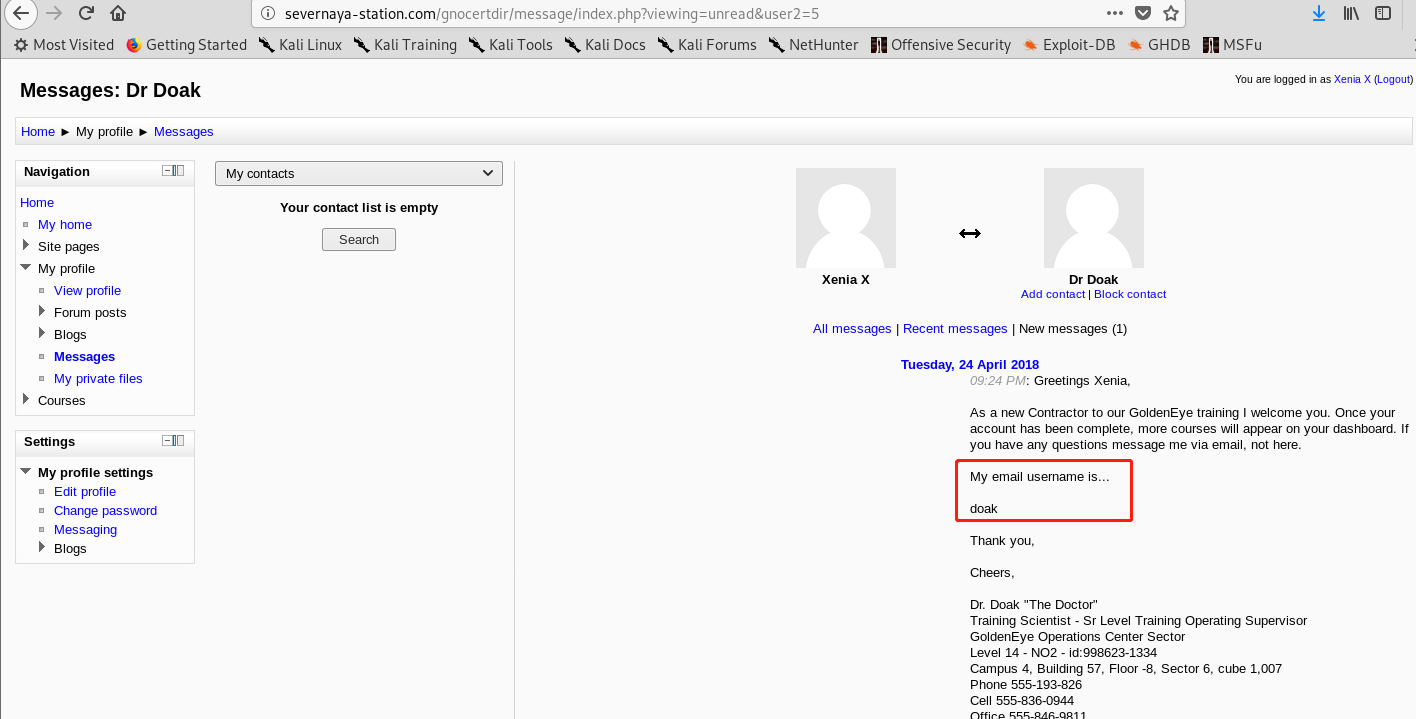 severnaya-station.com/gnocertdir/message/index.php?viewing=unread&user2=5
Most Visited Getting Started Kali Linux Kali Training Kali Tools Kali Docs Kali Forums NetHunter Offensive Security Exploit-DB GHDB MSFu
Messages: Dr Doak
You are logged in as Xenia X (Logout)
Home ► My profile ► Messages
Navigation
Home
My home
Site pages
My profile
View profile
Forum posts
Blogs
Messages
My private files
Courses
Settings
My profile settings
Edit profile
Change password
Messaging
Blogs
My contacts
Your contact list is empty
Search
Xenia X
Dr Doak
Add contact | Block contact
All messages | Recent messages | New messages (1)
Tuesday, 24 April 2018
09:24 PM: Greetings Xenia,
As a new Contractor to our GoldenEye training I welcome you. Once your
account has been complete, more courses will appear on your dashboard. If
you have any questions message me via email, not here.
My email username is...
doak
Thank you,
Cheers,
Dr. Doak "The Doctor"
Training Scientist - Sr Level Training Operating Supervisor
GoldenEye Operations Center Sector
Level 14 - NO2 - id:998623-1334
Campus 4, Building 57, Floor -8, Sector 6, cube 1,007
Phone 555-193-826
Cell 555-836-0944
Office 555-846-9811